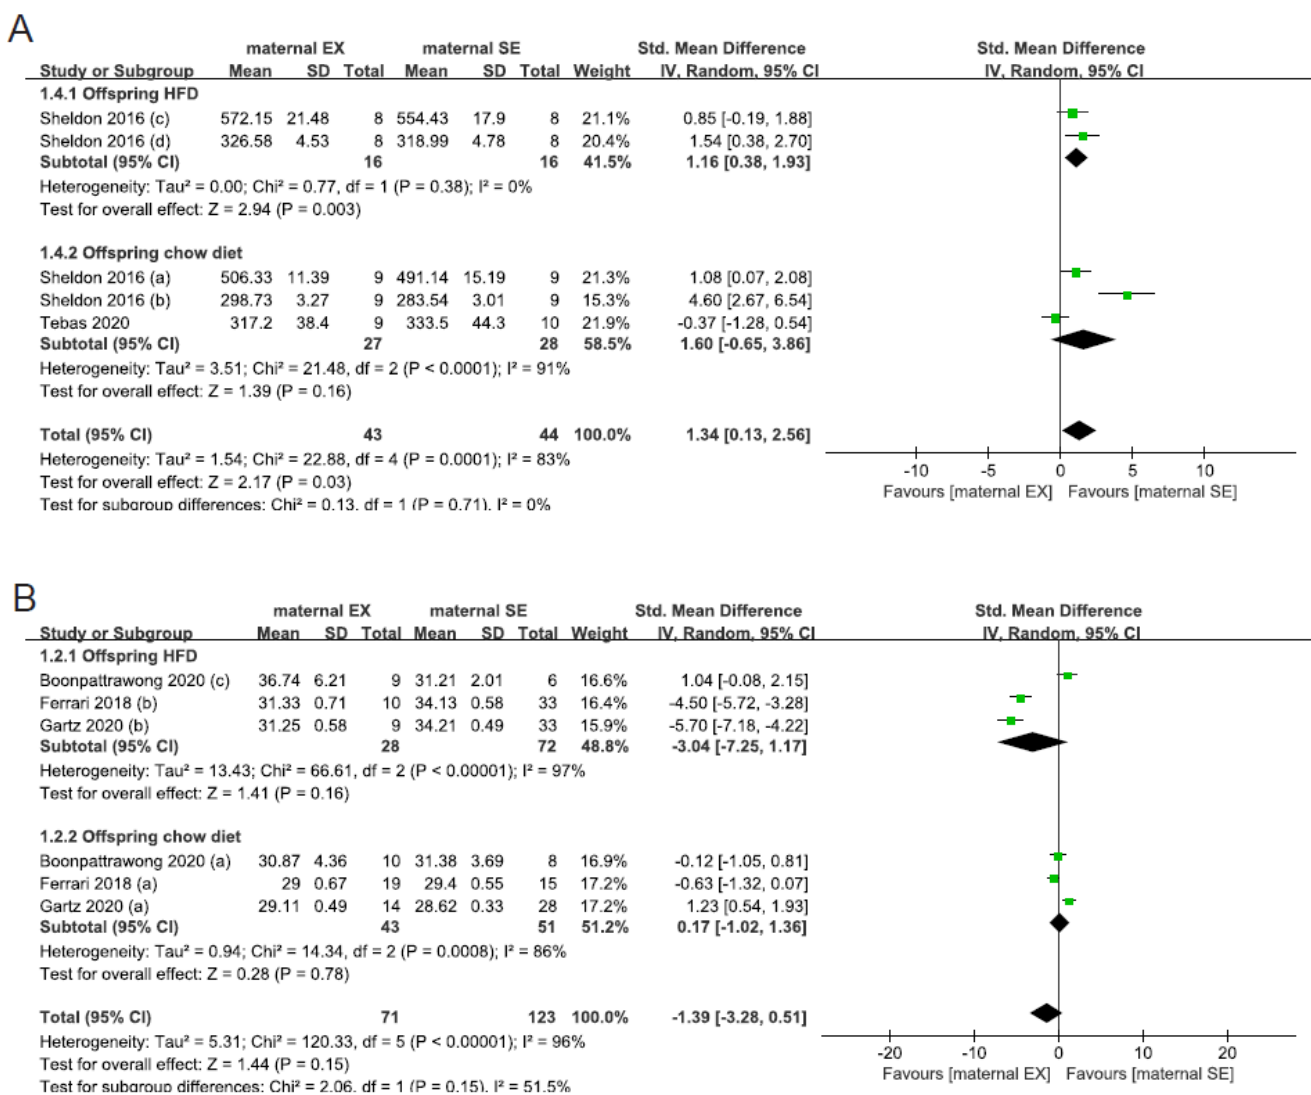 A
maternal EX maternal SE Std. Mean Difference Std. Mean Difference
Study or Subgroup Mean SD Total Mean SD Total Weight IV, Random, 95% CI IV, Random, 95% CI
1.4.1 Offspring HFD
Sheldon 2016 (c) 572.15 21.48 8 554.43 17.9 8 21.1% 0.85 [-0.19, 1.88]
Sheldon 2016 (d) 326.58 4.53 8 318.99 4.78 8 20.4% 1.54 [0.38, 2.70]
Subtotal (95% CI) 16 16 41.5% 1.16 [0.38, 1.93]
Heterogeneity: Tau² = 0.00; Chi² = 0.77, df = 1 (P = 0.38); I² = 0%
Test for overall effect: Z = 2.94 (P = 0.003)
1.4.2 Offspring chow diet
Sheldon 2016 (a) 506.33 11.39 9 491.14 15.19 9 21.3% 1.08 [0.07, 2.08]
Sheldon 2016 (b) 298.73 3.27 9 283.54 3.01 9 15.3% 4.60 [2.67, 6.54]
Tebas 2020 317.2 38.4 9 333.5 44.3 10 21.9% -0.37 [-1.28, 0.54]
Subtotal (95% CI) 27 28 58.5% 1.60 [-0.65, 3.86]
Heterogeneity: Tau² = 3.51; Chi² = 21.48, df = 2 (P < 0.0001); I² = 91%
Test for overall effect: Z = 1.39 (P = 0.16)
Total (95% CI) 43 44 100.0% 1.34 [0.13, 2.56]
Heterogeneity: Tau² = 1.54; Chi² = 22.88, df = 4 (P = 0.0001); I² = 83%
Test for overall effect: Z = 2.17 (P = 0.03)
Test for subgroup differences: Chi² = 0.13, df = 1 (P = 0.71), I² = 0%
-10 -5 0 5 10
Favours [maternal EX] Favours [maternal SE]
B
maternal EX maternal SE Std. Mean Difference Std. Mean Difference
Study or Subgroup Mean SD Total Mean SD Total Weight IV, Random, 95% CI IV, Random, 95% CI
1.2.1 Offspring HFD
Boonpattrawong 2020 (c) 36.74 6.21 9 31.21 2.01 6 16.6% 1.04 [-0.08, 2.15]
Ferrari 2018 (b) 31.33 0.71 10 34.13 0.58 33 16.4% -4.50 [-5.72, -3.28]
Gartz 2020 (b) 31.25 0.58 9 34.21 0.49 33 15.9% -5.70 [-7.18, -4.22]
Subtotal (95% CI) 28 72 48.8% -3.04 [-7.25, 1.17]
Heterogeneity: Tau² = 13.43; Chi² = 66.61, df = 2 (P < 0.00001); I² = 97%
Test for overall effect: Z = 1.41 (P = 0.16)
1.2.2 Offspring chow diet
Boonpattrawong 2020 (a) 30.87 4.36 10 31.38 3.69 8 16.9% -0.12 [-1.05, 0.81]
Ferrari 2018 (a) 29 0.67 19 29.4 0.55 15 17.2% -0.63 [-1.32, 0.07]
Gartz 2020 (a) 29.11 0.49 14 28.62 0.33 28 17.2% 1.23 [0.54, 1.93]
Subtotal (95% CI) 43 51 51.2% 0.17 [-1.02, 1.36]
Heterogeneity: Tau² = 0.94; Chi² = 14.34, df = 2 (P = 0.0008); I² = 86%
Test for overall effect: Z = 0.28 (P = 0.78)
Total (95% CI) 71 123 100.0% -1.39 [-3.28, 0.51]
Heterogeneity: Tau² = 5.31; Chi² = 120.33, df = 5 (P < 0.00001); I² = 96%
Test for overall effect: Z = 1.44 (P = 0.15)
Test for subgroup differences: Chi² = 2.06, df = 1 (P = 0.15), I² = 51.5%
-20 -10 0 10 20
Favours [maternal EX] Favours [maternal SE]